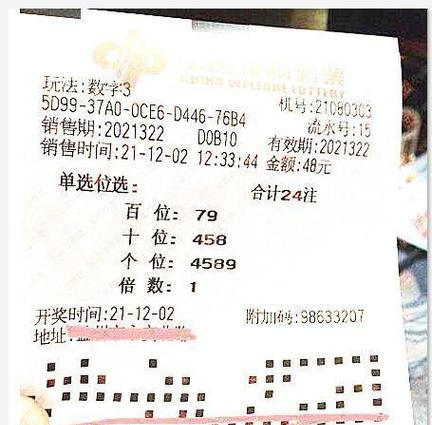 CHINA WELFARE LOTTERY
玩法:数字3
机号:21080303
5D99-37A0-0CE6-D446-76B4
流水号:15
销售期:2021322 D0B10 有效期:2021322
销售时间:21-12-02 12:33:44 金额:48元
单选位选: 合计24注
百 位: 79
十 位: 458
个 位: 4589
倍 数: 1
开奖时间:21-12-02 附加码:98633207
地址: